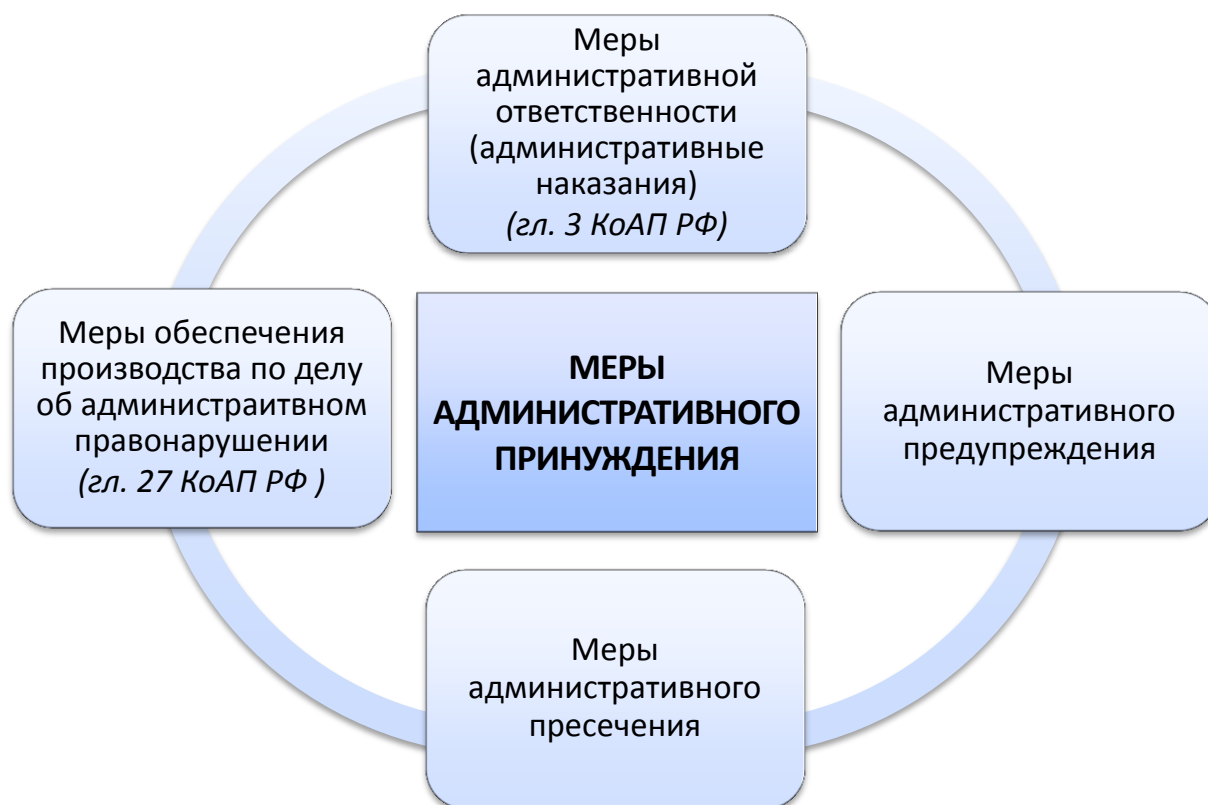 Меры
административной
ответственности
(административные
наказания)
(гл. 3 КоАП РФ)
Меры обеспечения
производства по делу
об администраитвном
правонарушении
(гл. 27 КоАП РФ )
МЕРЫ
АДМИНИСТРАТИВНОГО
ПРИНУЖДЕНИЯ
Меры
административного
предупреждения
Меры
административного
пресечения